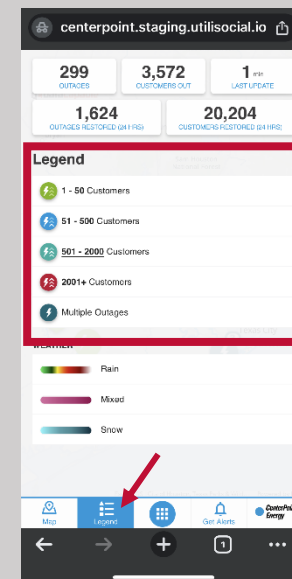 centerpoint.staging.utilisocial.io
299 3,572 1 min
OUTAGES CUSTOMERS OUT LAST UPDATE
1,624 20,204
OUTAGES RESTORED (24 HRS) CUSTOMERS RESTORED (24 HRS)
Legend
1 - 50 Customers
51 - 500 Customers
501 - 2000 Customers
2001+ Customers
Multiple Outages
WEATHER
Rain
Mixed
Snow
Map Legend Get Alerts CenterPoint
Energy
1